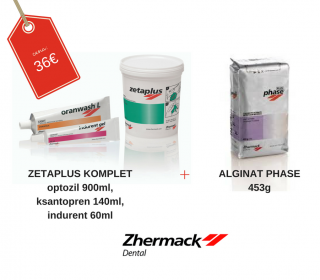 36€
oranwash L
indurent gel
zetaplus
phase
ZETAPLUS KOMPLET
optozil 900ml,
ksantopren 140ml,
indurent 60ml
+
ALGINAT PHASE
453g
Zhermack
Dental